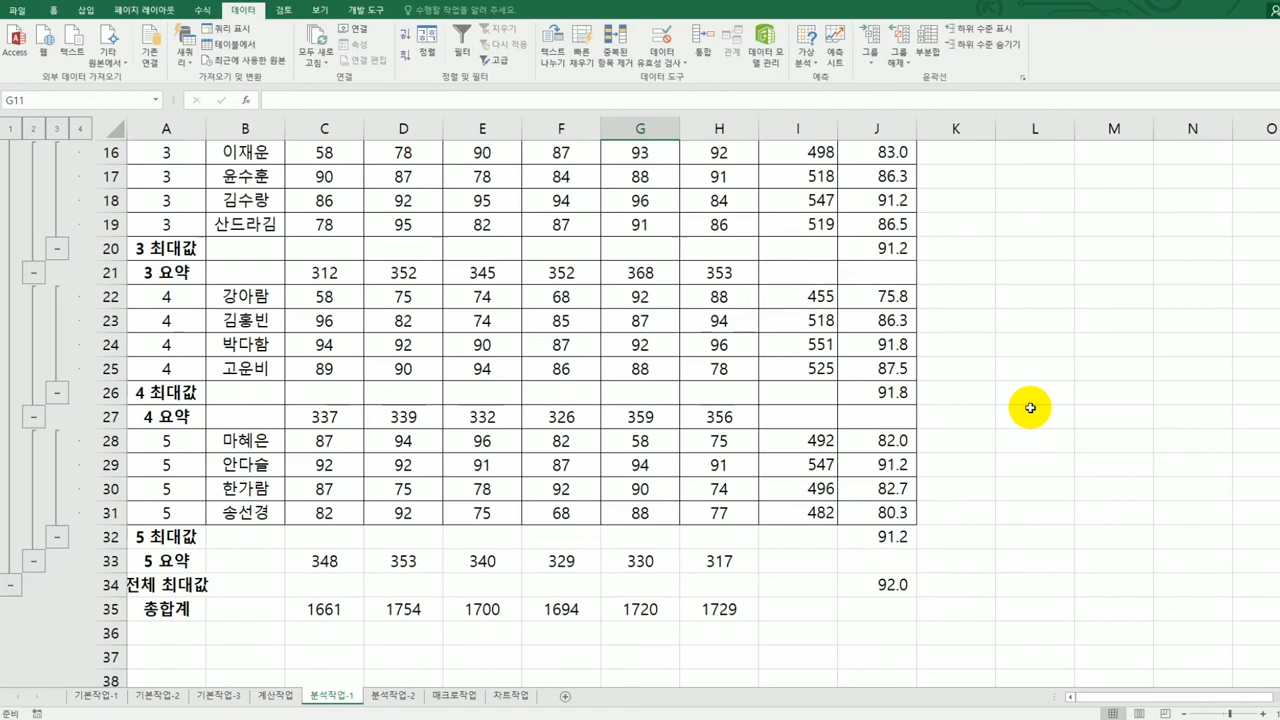 파일 홈 삽입 페이지 레이아웃 수식 데이터 검토 보기 개발 도구 수행할 작업을 알려 주세요.
Access 웹 텍스트 기타 원본에서 기존 연결 새쿼리 쿼리 표시 테이블에서 최근에 사용한 원본 모두 새로 고침 연결 속성 연결 편집 정렬 필터 지우기 다시 적용 고급 텍스트 나누기 빠른 채우기 중복된 항목 제거 데이터 유효성 검사 통합 관계 데이터 모델 관리 가상 분석 예측 시트 그룹 그룹 해제 부분합 하위 수준 표시 하위 수준 숨기기
외부 데이터 가져오기 가져오기 및 변환 연결 정렬 및 필터 데이터 도구 예측 윤곽선
G11 fx
1 2 3 4 A B C D E F G H I J K L M N O
16 3 이재운 58 78 90 87 93 92 498 83.0
17 3 윤수훈 90 87 78 84 88 91 518 86.3
18 3 김수랑 86 92 95 94 96 84 547 91.2
19 3 산드라김 78 95 82 87 91 86 519 86.5
20 3 최대값 91.2
21 3 요약 312 352 345 352 368 353
22 4 강아람 58 75 74 68 92 88 455 75.8
23 4 김홍빈 96 82 74 85 87 94 518 86.3
24 4 박다함 94 92 90 87 92 96 551 91.8
25 4 고운비 89 90 94 86 88 78 525 87.5
26 4 최대값 91.8
27 4 요약 337 339 332 326 359 356
28 5 마혜은 87 94 96 82 58 75 492 82.0
29 5 안다슬 92 92 91 87 94 91 547 91.2
30 5 한가람 87 75 78 92 90 74 496 82.7
31 5 송선경 82 92 75 68 88 77 482 80.3
32 5 최대값 91.2
33 5 요약 348 353 340 329 330 317
34 전체 최대값 92.0
35 총합계 1661 1754 1700 1694 1720 1729
36
37
38
기본작업-1 기본작업-2 기본작업-3 계산작업 분석작업-1 분석작업-2 매크로작업 차트작업
준비